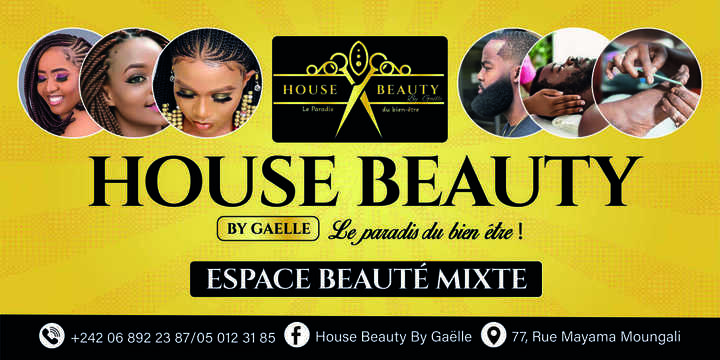 HOUSE BEAUTY
By Gaëlle
Le Paradis du bien-être
HOUSE BEAUTY
BY GAELLE Le paradis du bien être !
ESPACE BEAUTÉ MIXTE
+242 06 892 23 87/05 012 31 85 House Beauty By Gaëlle 77, Rue Mayama Moungali